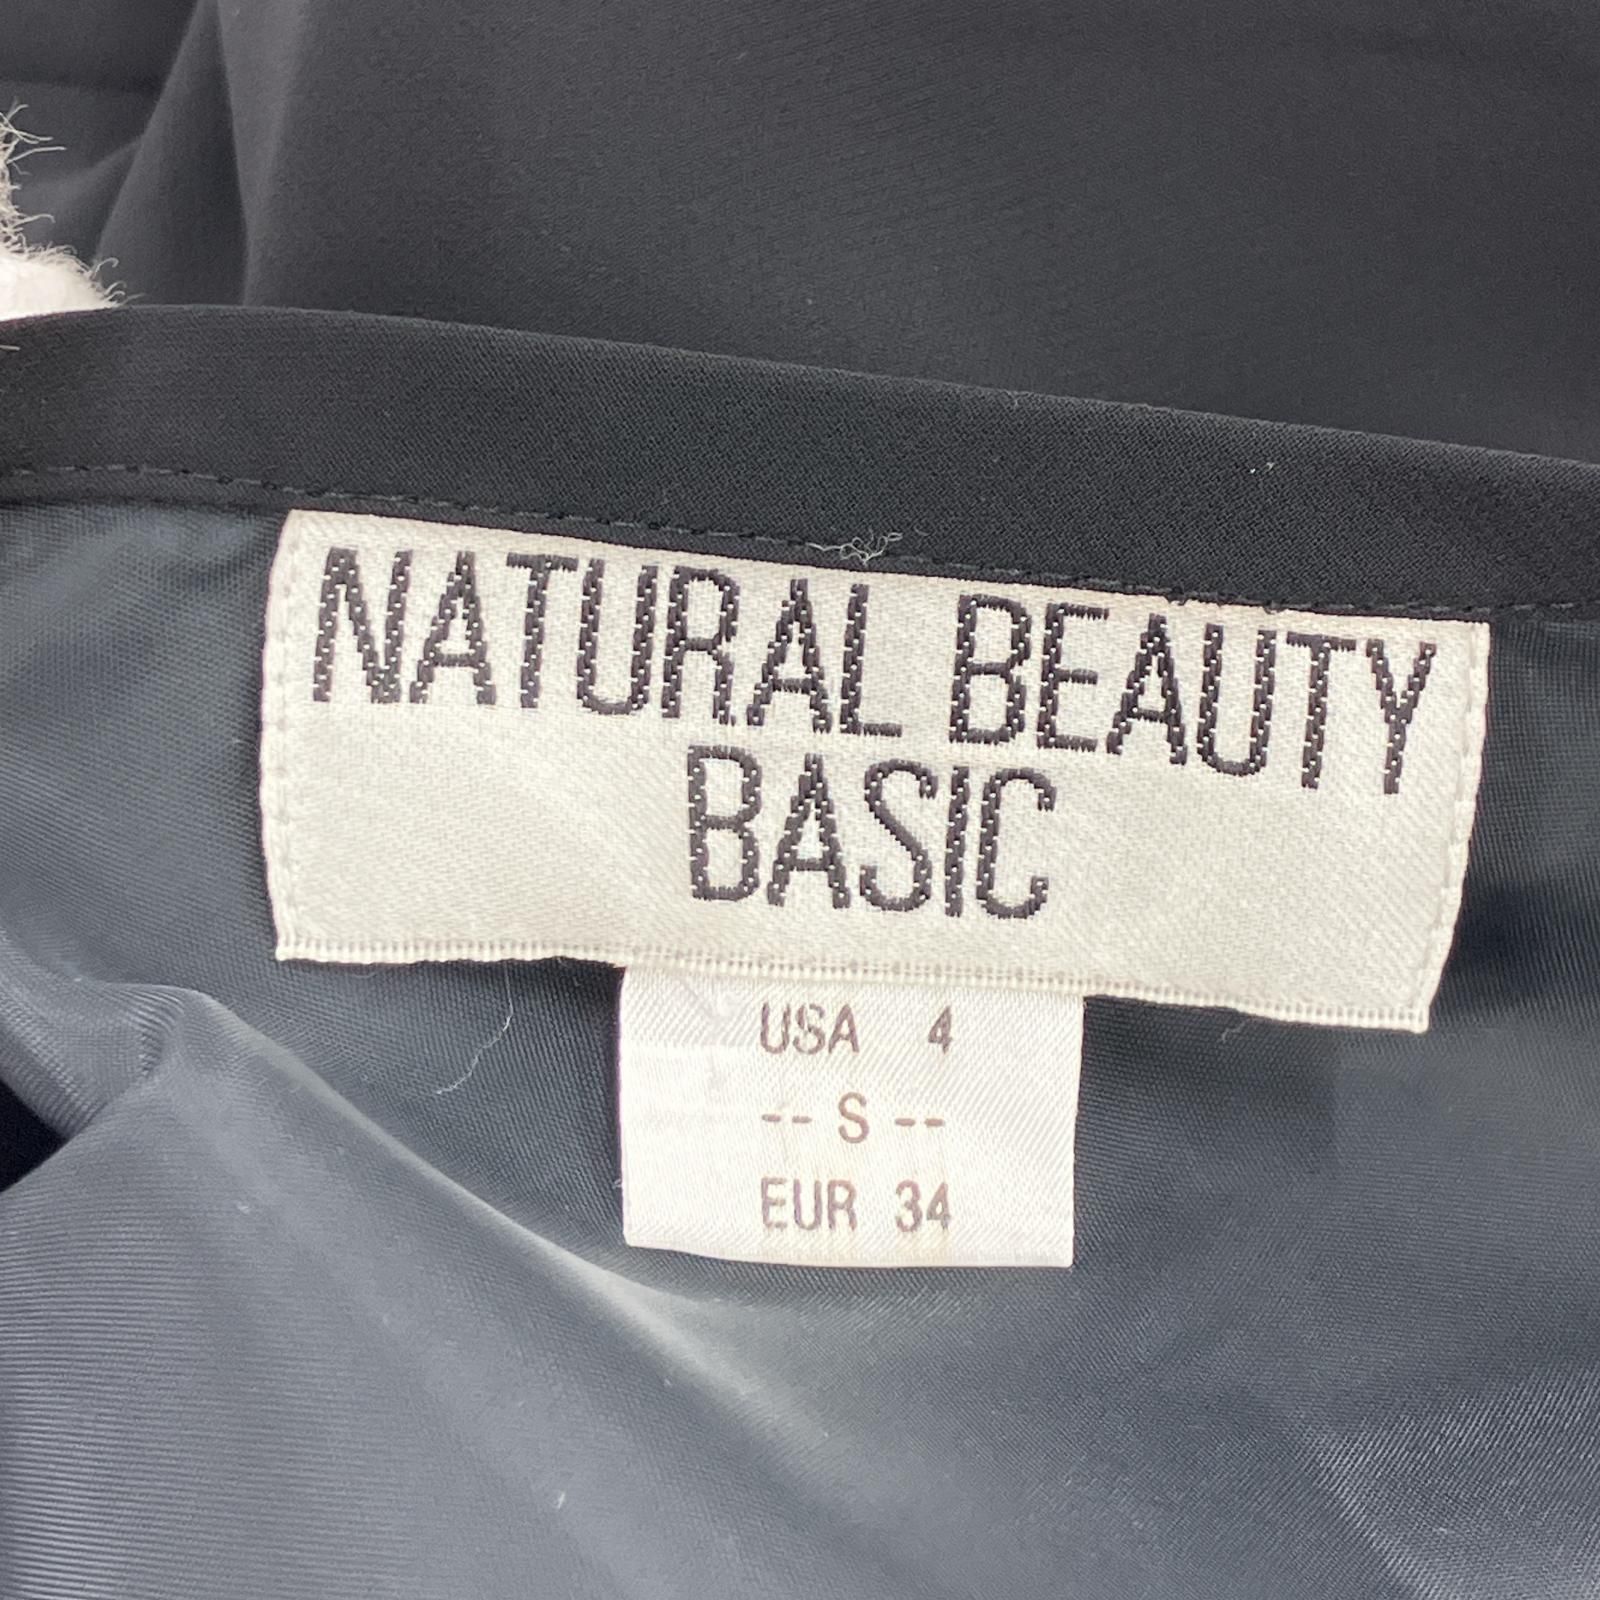 NATURAL BEAUTY
BASIC
USA 4
-- S --
EUR 34